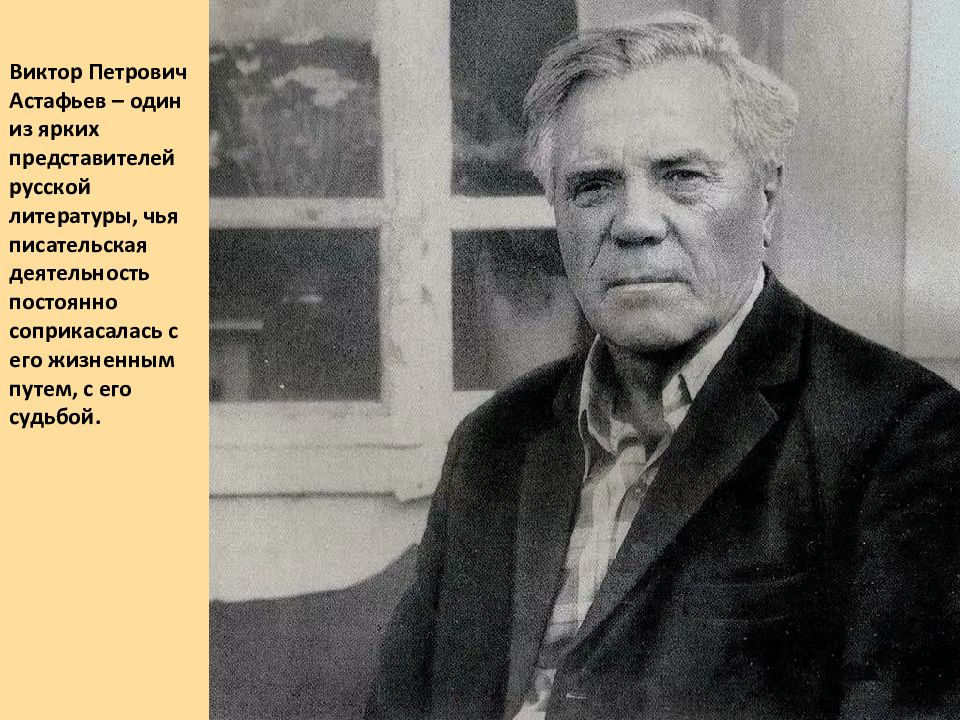 Виктор Петрович
Астафьев – один
из ярких
представителей
русской
литературы, чья
писательская
деятельность
постоянно
соприкасалась с
его жизненным
путем, с его
судьбой.